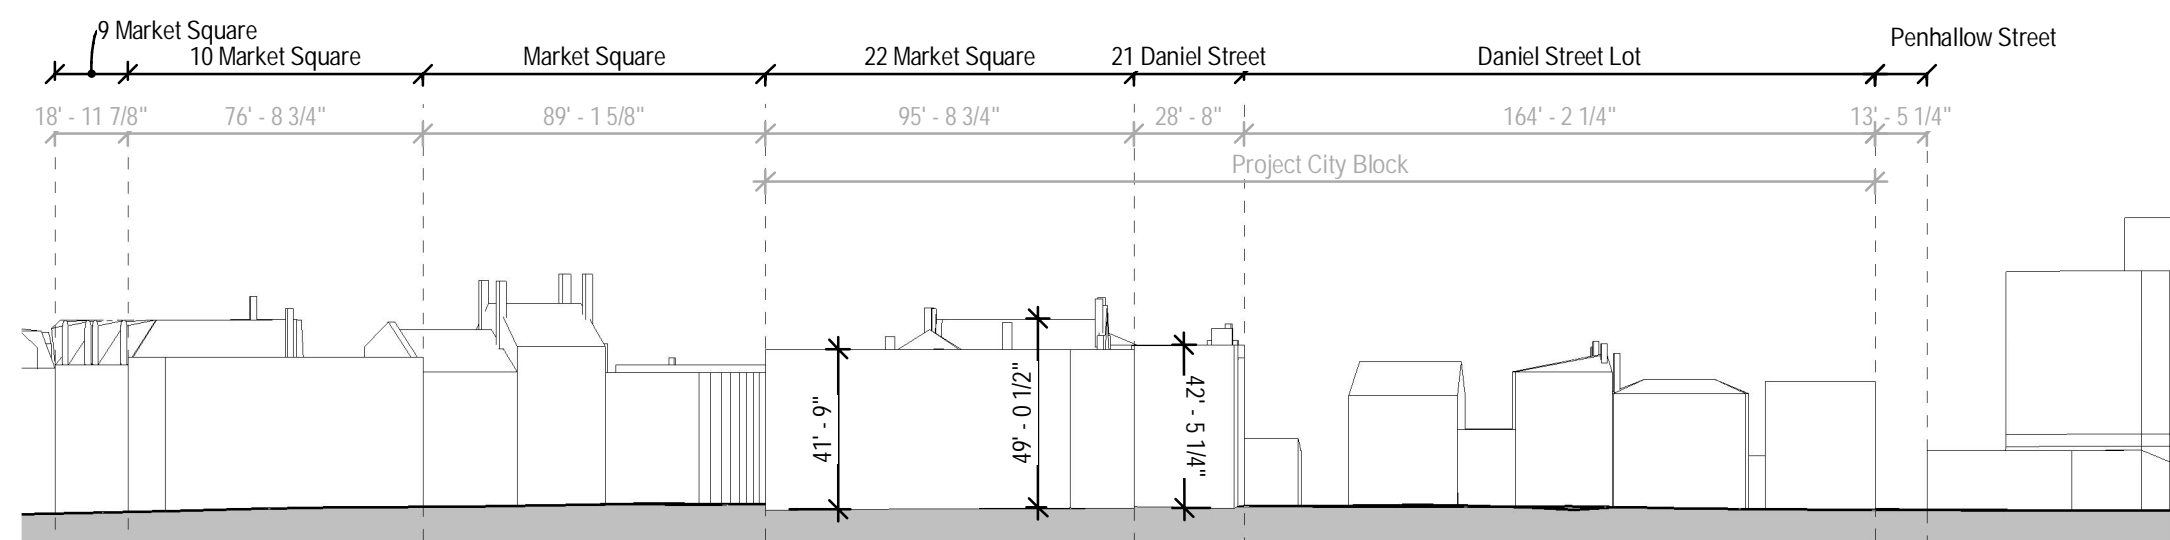 9 Market Square
10 Market Square
Market Square
22 Market Square
21 Daniel Street
Daniel Street Lot
Penhallow Street
18' - 11 7/8"
76' - 8 3/4"
89' - 1 5/8"
95' - 8 3/4"
28' - 8"
164' - 2 1/4"
13' - 5 1/4"
Project City Block
41' - 9"
49' - 0 1/2"
42' - 5 1/4"